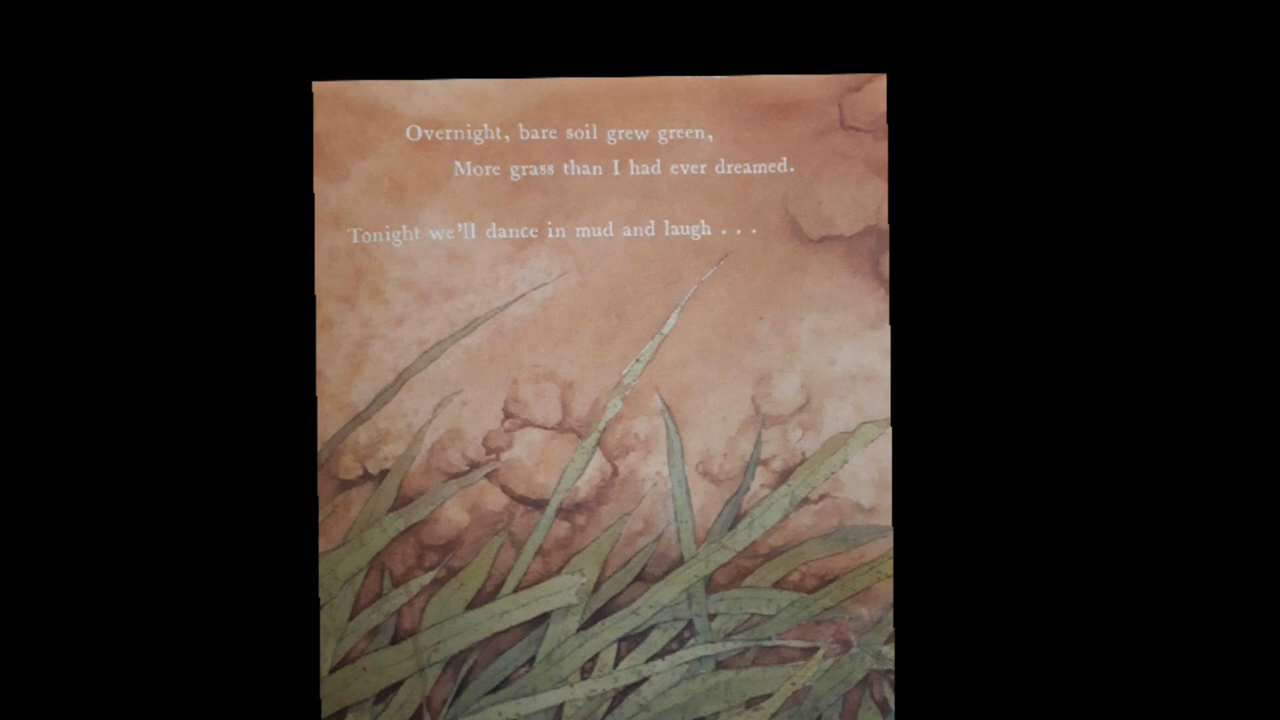 Overnight, bare soil grew green,
More grass than I had ever dreamed.
Tonight we'll dance in mud and laugh . . .